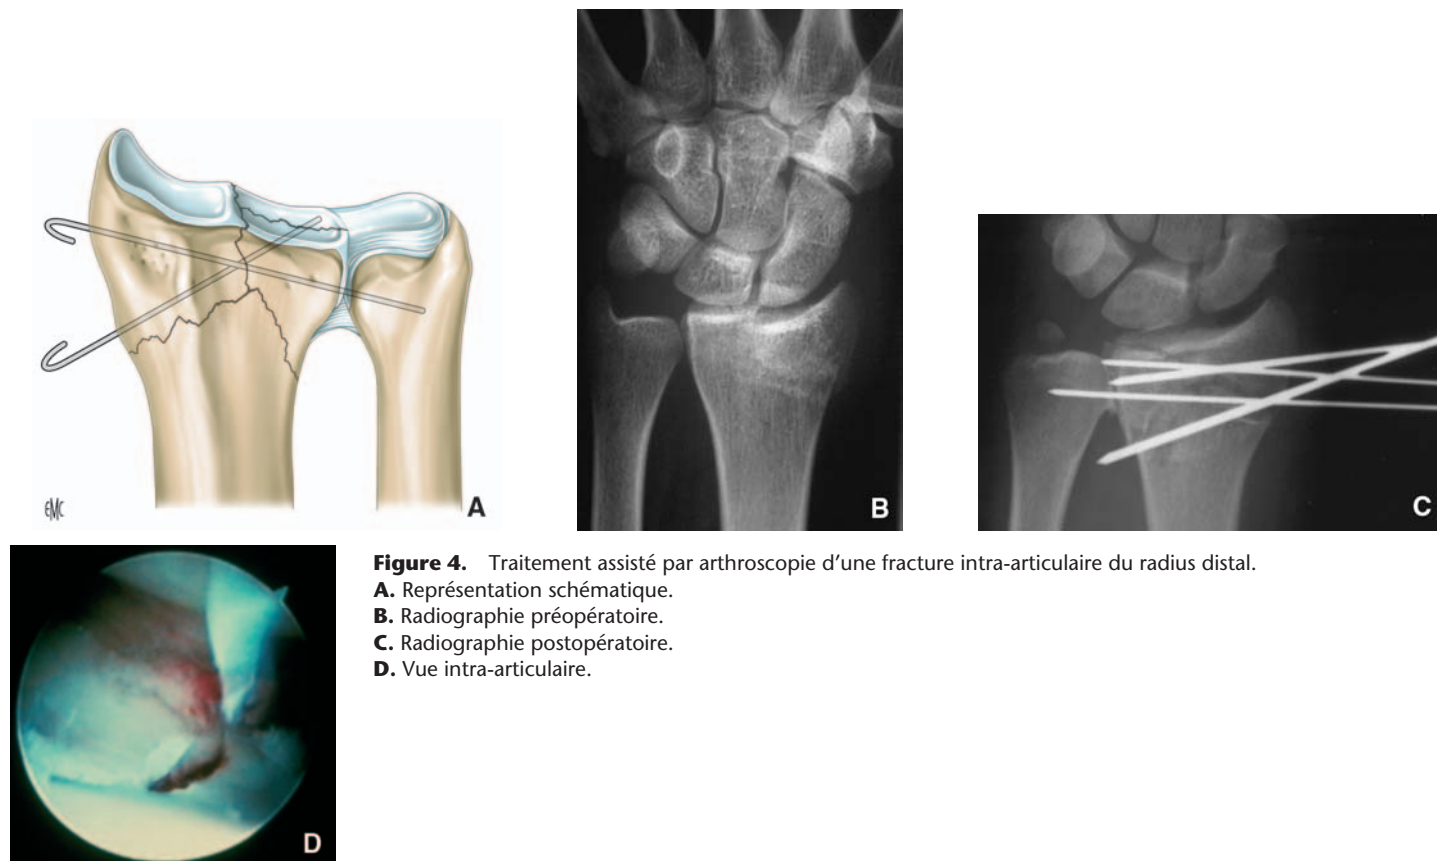 EMC
A
B
C
D
Figure 4. Traitement assisté par arthroscopie d'une fracture intra-articulaire du radius distal.
A. Représentation schématique.
B. Radiographie préopératoire.
C. Radiographie postopératoire.
D. Vue intra-articulaire.